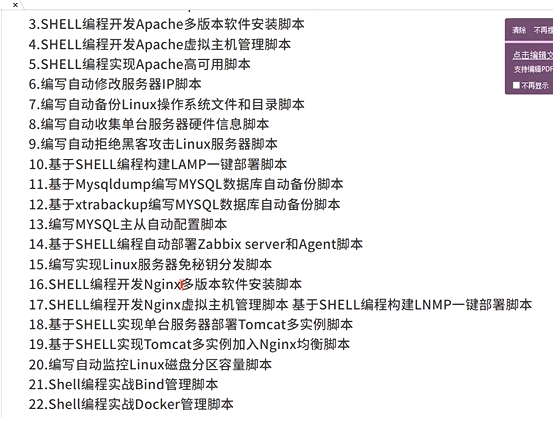 3.SHELL编程开发Apache多版本软件安装脚本
4.SHELL编程开发Apache虚拟主机管理脚本
5.SHELL编程实现Apache高可用脚本
6.编写自动修改服务器IP脚本
7.编写自动备份Linux操作系统文件和目录脚本
8.编写自动收集单台服务器硬件信息脚本
9.编写自动拒绝黑客攻击Linux服务器脚本
10.基于SHELL编程构建LAMP一键部署脚本
11.基于Mysqldump编写MYSQL数据库自动备份脚本
12.基于xtrabackup编写MYSQL数据库自动备份脚本
13.编写MYSQL主从自动配置脚本
14.基于SHELL编程自动部署Zabbix server和Agent脚本
15.编写实现Linux服务器免秘钥分发脚本
16.SHELL编程开发Nginx多版本软件安装脚本
17.SHELL编程开发Nginx虚拟主机管理脚本 基于SHELL编程构建LNMP一键部署脚本
18.基于SHELL实现单台服务器部署Tomcat多实例脚本
19.基于SHELL实现Tomcat多实例加入Nginx均衡脚本
20.编写自动监控Linux磁盘分区容量脚本
21.Shell编程实战Bind管理脚本
22.Shell编程实战Docker管理脚本
清除 不再
点击编辑文
支持编辑PDF
不再显示